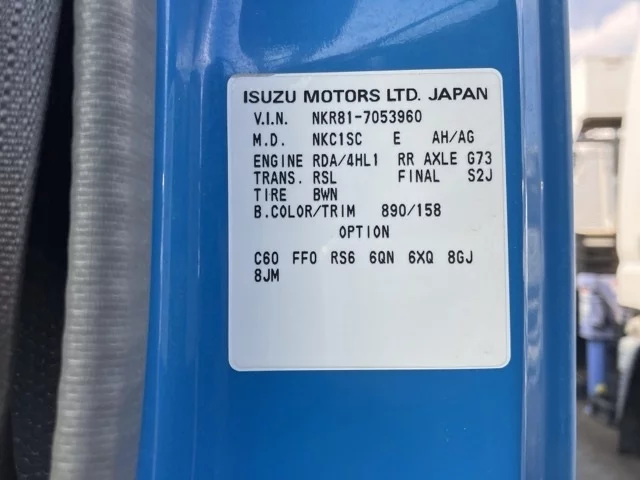 ISUZU MOTORS LTD. JAPAN
V.I.N. NKR81-7053960
M.D. NKC1SC E AH/AG
ENGINE RDA/4HL1 RR AXLE G73
TRANS. RSL FINAL S2J
TIRE BWN
B.COLOR/TRIM 890/158
OPTION
C60 FF0 RS6 6QN 6XQ 8GJ
8JM